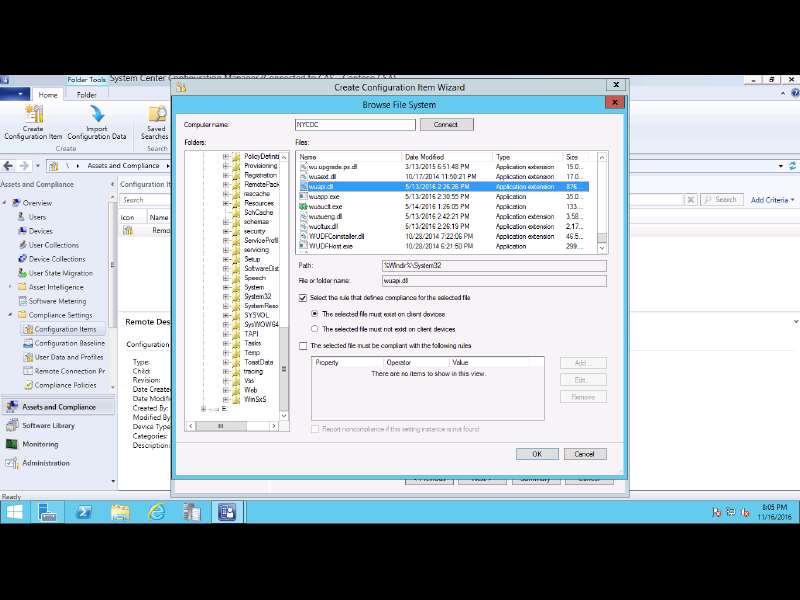 Folder Tools System Center Configuration Manager (Connected to CAS - Contoso CSA)
Create Configuration Item Wizard
Home Folder
Browse File System
Create Configuration Item
Import Configuration Data
Saved Searches
Create
Search
Computer name:
NYCDC
Connect
Folders:
Files:
\ Assets and Compliance
Assets and Compliance
Overview
Users
Devices
User Collections
Device Collections
User State Migration
Asset Intelligence
Software Metering
Compliance Settings
Configuration Items
Configuration Baseline
User Data and Profiles
Remote Connection Pr
Compliance Policies
Assets and Compliance
Software Library
Monitoring
Administration
Configuration It
Search
Icon Name
Remo
Search
Add Criteria
Remote Des
Configuration
Type:
Child:
Revision:
Date Created
Date Modifi
Created By:
Modified By
Device Type
Categories:
Description:
PolicyDefiniti
Provisioning
Registration
RemotePack
rescache
Resources
SchCache
schemas
security
ServiceProfil
servicing
Setup
SoftwareDist
Speech
System
System32
SystemReso
SYSVOL
SysWOW64
TAPI
Tasks
Temp
ToastData
tracing
Vss
Web
WinSxS
E:
Name Date Modified Type Size
wu.upgrade.ps.dll 3/13/2015 6:51:48 PM Application extension 15.0...
wuaext.dll 10/17/2014 11:50:21 PM Application extension 17.0...
wuapi.dll 5/13/2016 2:26:26 PM Application extension 876...
wuapp.exe 5/13/2016 2:30:55 PM Application 35.0...
wuauclt.exe 5/14/2016 1:26:05 PM Application 133...
wuaueng.dll 5/13/2016 2:42:21 PM Application extension 3.58...
wucltux.dll 5/13/2016 2:26:19 PM Application extension 2.17...
WUDFCoinstaller.dll 10/28/2014 7:22:06 PM Application extension 46.5...
WUDFHost.exe 10/28/2014 6:21:50 PM Application 299...
Path:
%Windir%\System32
File or folder name:
wuapi.dll
Select the rule that defines compliance for the selected file
The selected file must exist on client devices
The selected file must not exist on client devices
The selected file must be compliant with the following rules
Property Operator Value
There are no items to show in this view.
Add...
Edit...
Remove
Report noncompliance if this setting instance is not found
OK Cancel
Ready
8:05 PM
11/16/2016